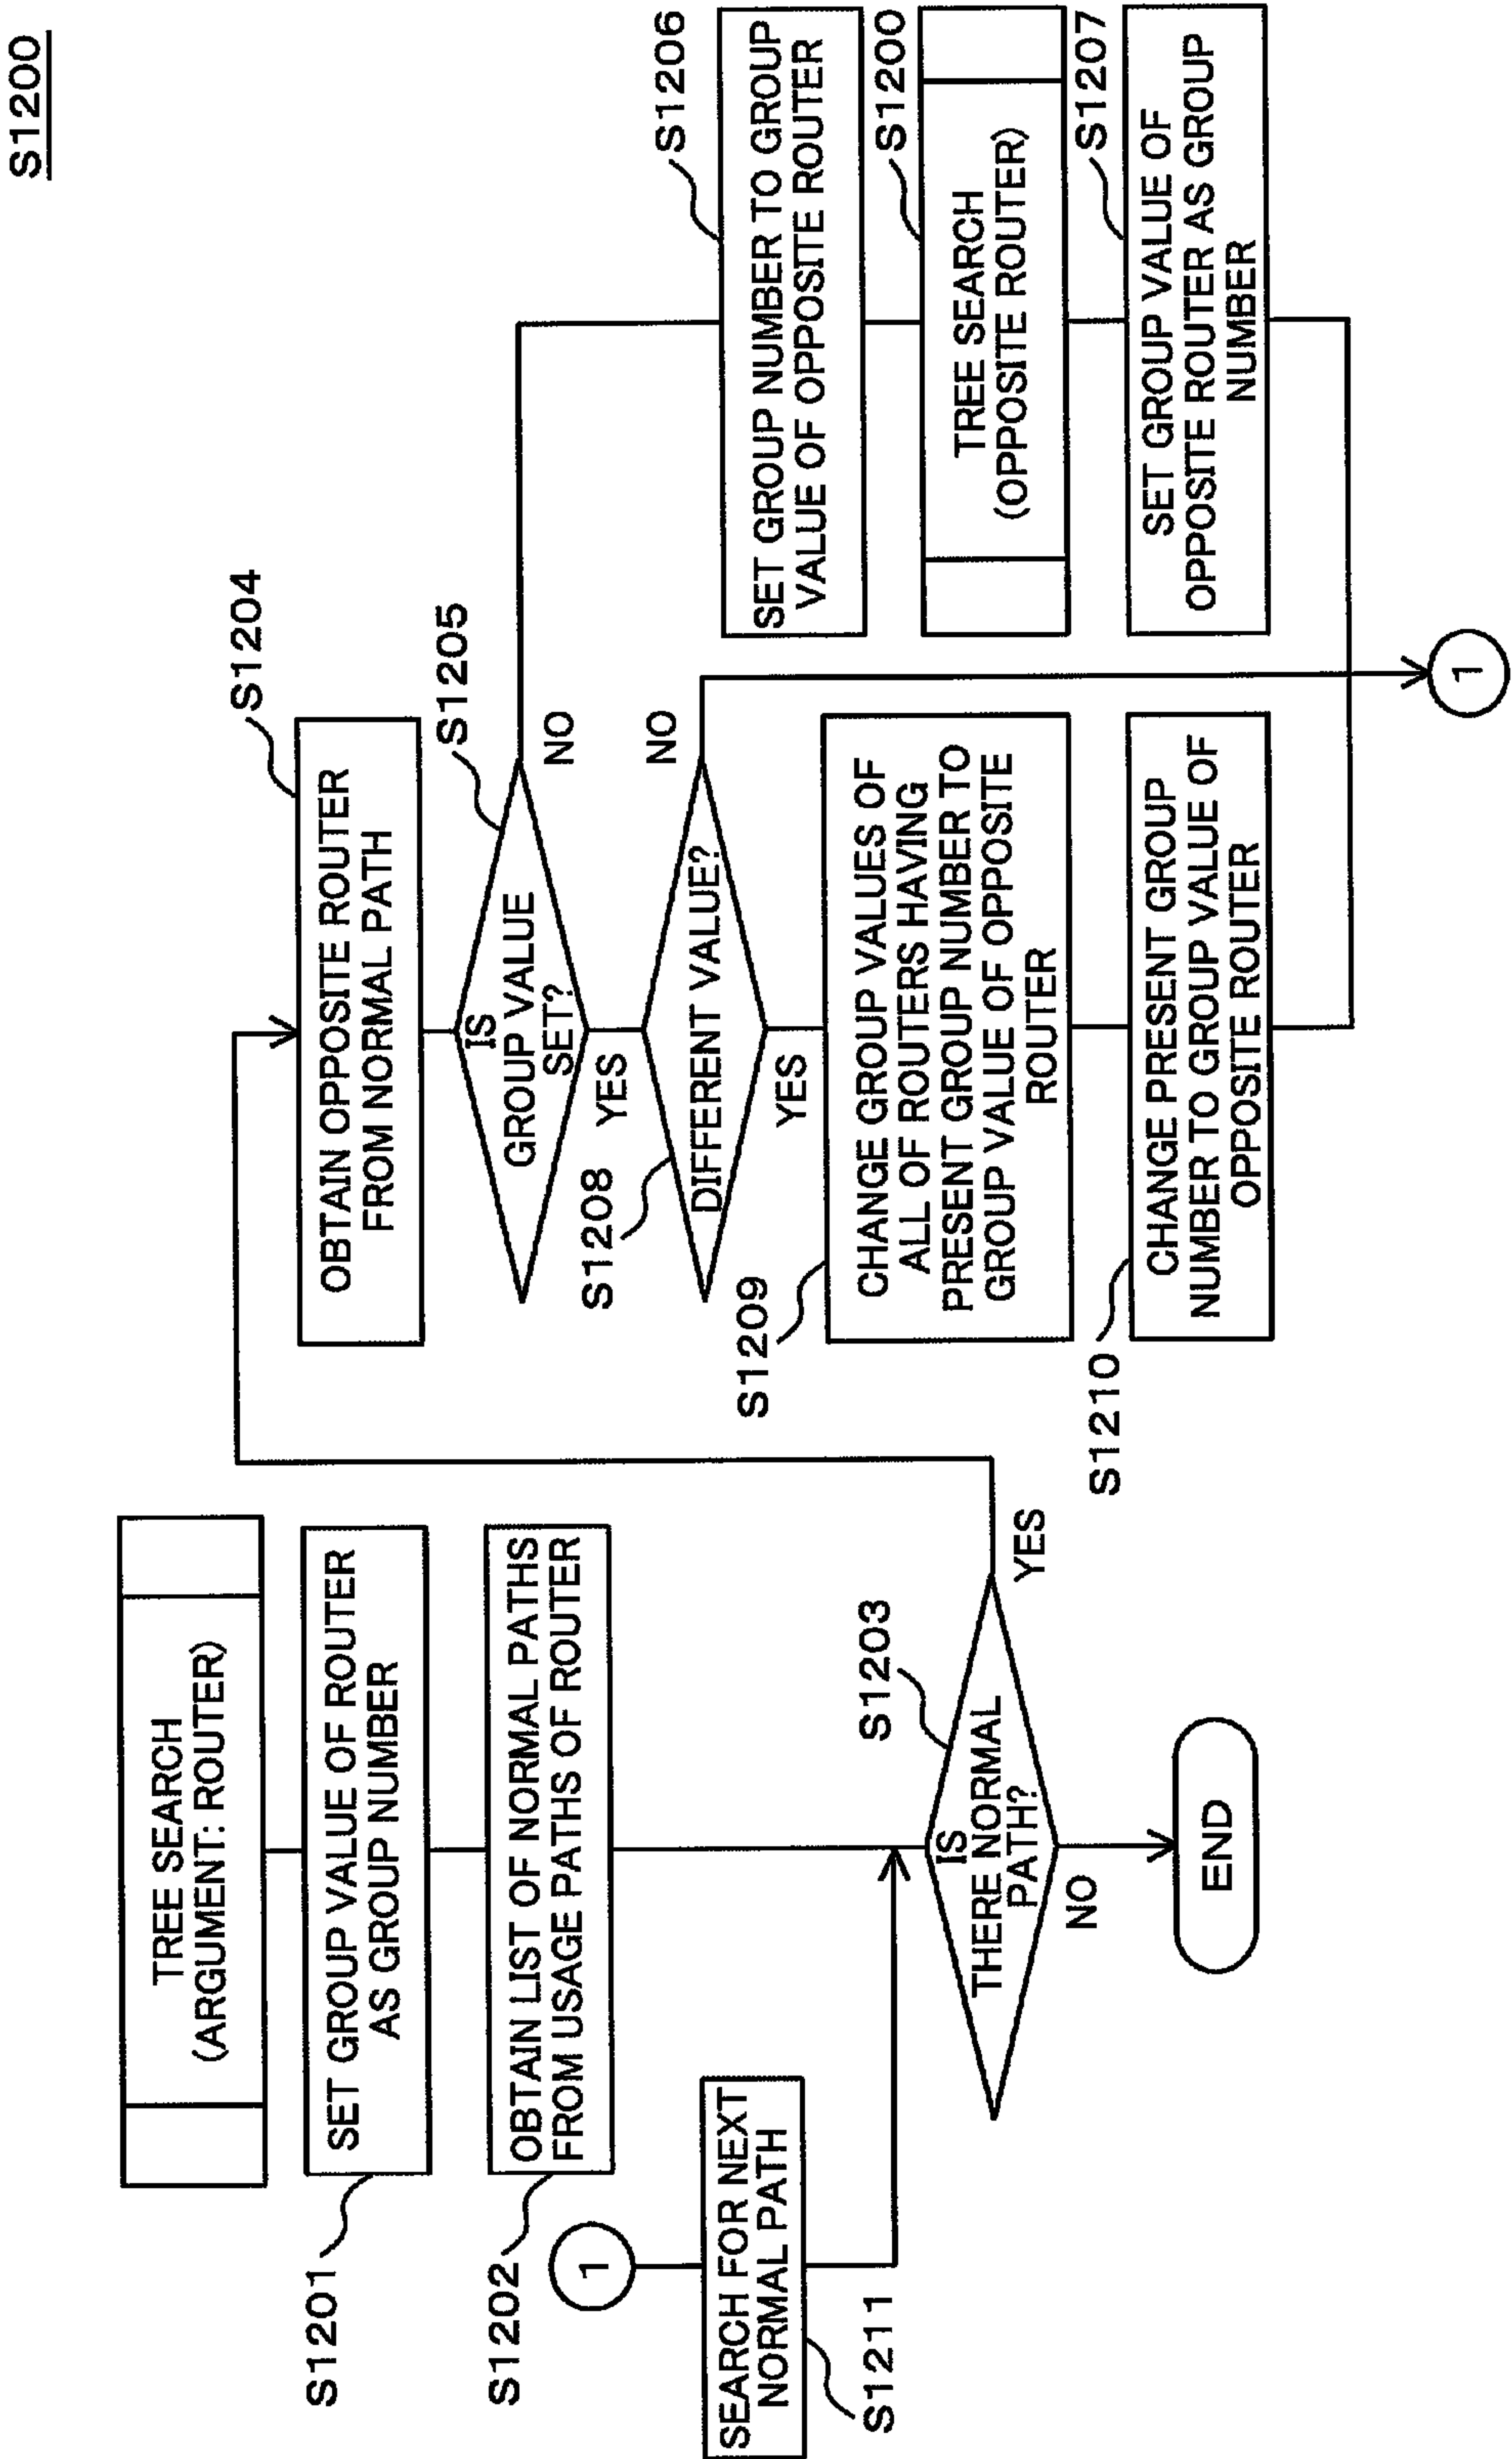 S1200
TREE SEARCH
(ARGUMENT: ROUTER)
S1201
SET GROUP VALUE OF ROUTER
AS GROUP NUMBER
S1202
OBTAIN LIST OF NORMAL PATHS
FROM USAGE PATHS OF ROUTER
1
SEARCH FOR NEXT
NORMAL PATH
S1211
S1203
IS
THERE NORMAL
PATH?
YES
NO
END
S1204
OBTAIN OPPOSITE ROUTER
FROM NORMAL PATH
S1205
IS
GROUP VALUE
SET?
NO
YES
S1208
DIFFERENT VALUE?
NO
YES
S1209
CHANGE GROUP VALUES OF
ALL OF ROUTERS HAVING
PRESENT GROUP NUMBER TO
GROUP VALUE OF OPPOSITE
ROUTER
S1210
CHANGE PRESENT GROUP
NUMBER TO GROUP VALUE OF
OPPOSITE ROUTER
S1206
SET GROUP NUMBER TO GROUP
VALUE OF OPPOSITE ROUTER
S1200
TREE SEARCH
(OPPOSITE ROUTER)
S1207
SET GROUP VALUE OF
OPPOSITE ROUTER AS GROUP
NUMBER
1